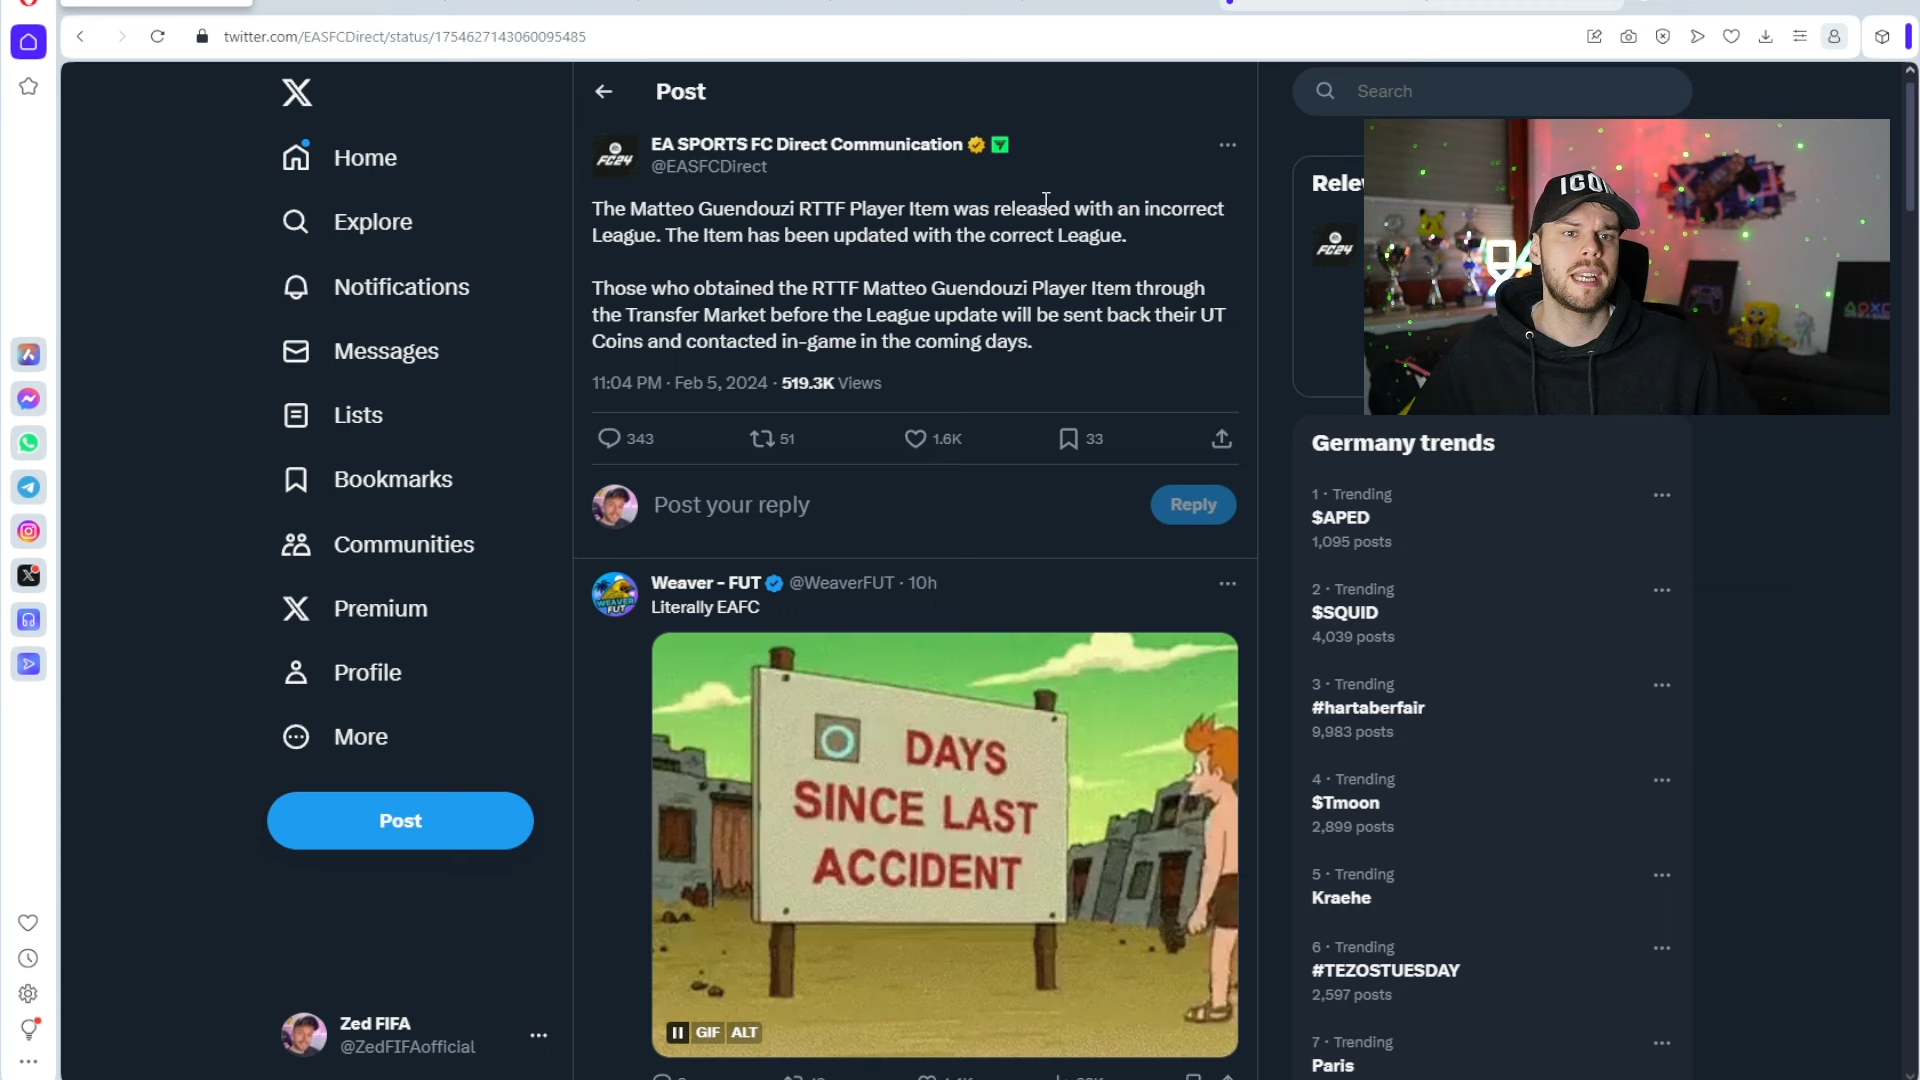 twitter.com/EASFCDirect/status/1754627143060095485
Home
Explore
Notifications
Messages
Lists
Bookmarks
Communities
Premium
Profile
More
Post
Zed FIFA
@ZedFIFAofficial
Post
FC24
EA SPORTS FC Direct Communication
@EASFCDirect
The Matteo Guendouzi RTTF Player Item was released with an incorrect
League. The Item has been updated with the correct League.
Those who obtained the RTTF Matteo Guendouzi Player Item through
the Transfer Market before the League update will be sent back their UT
Coins and contacted in-game in the coming days.
11:04 PM · Feb 5, 2024 · 519.3K Views
343
51
1.6K
33
Post your reply
Reply
WEAVER
FUT
Weaver - FUT @WeaverFUT · 10h
Literally EAFC
DAYS
SINCE LAST
ACCIDENT
GIF ALT
Search
Rele
FC24
ICON
Germany trends
1 · Trending
$APED
1,095 posts
2 · Trending
$SQUID
4,039 posts
3 · Trending
#hartaberfair
9,983 posts
4 · Trending
$Tmoon
2,899 posts
5 · Trending
Kraehe
6 · Trending
#TEZOSTUESDAY
2,597 posts
7 · Trending
Paris